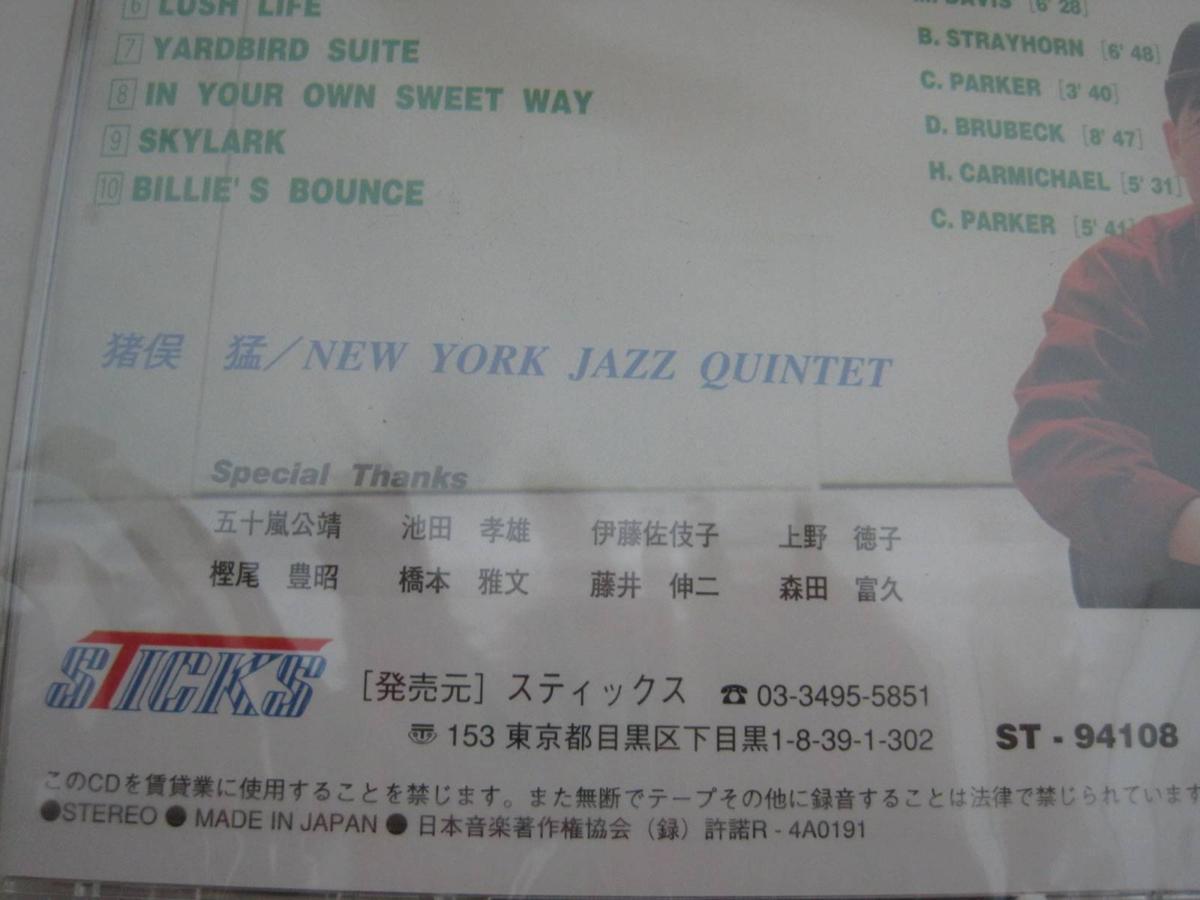 6 LUSH LIFE M. DAVIS [6' 28]
7 YARDBIRD SUITE B. STRAYHORN [6' 48]
8 IN YOUR OWN SWEET WAY C. PARKER [3' 40]
9 SKYLARK D. BRUBECK [8' 47]
10 BILLIE'S BOUNCE H. CARMICHAEL [5' 31]
C. PARKER [5' 41]
猪俣 猛／NEW YORK JAZZ QUINTET
Special Thanks
五十嵐公靖 池田 孝雄 伊藤佐伎子 上野 徳子
樫尾 豊昭 橋本 雅文 藤井 伸二 森田 富久
STICKS
［発売元］スティックス ☎ 03-3495-5851
〠 153 東京都目黒区下目黒1-8-39-1-302 ST - 94108
このCDを賃貸業に使用することを禁じます。また無断でテープその他に録音することは法律で禁じられています
●STEREO ● MADE IN JAPAN ● 日本音楽著作権協会（録）許諾R - 4A0191